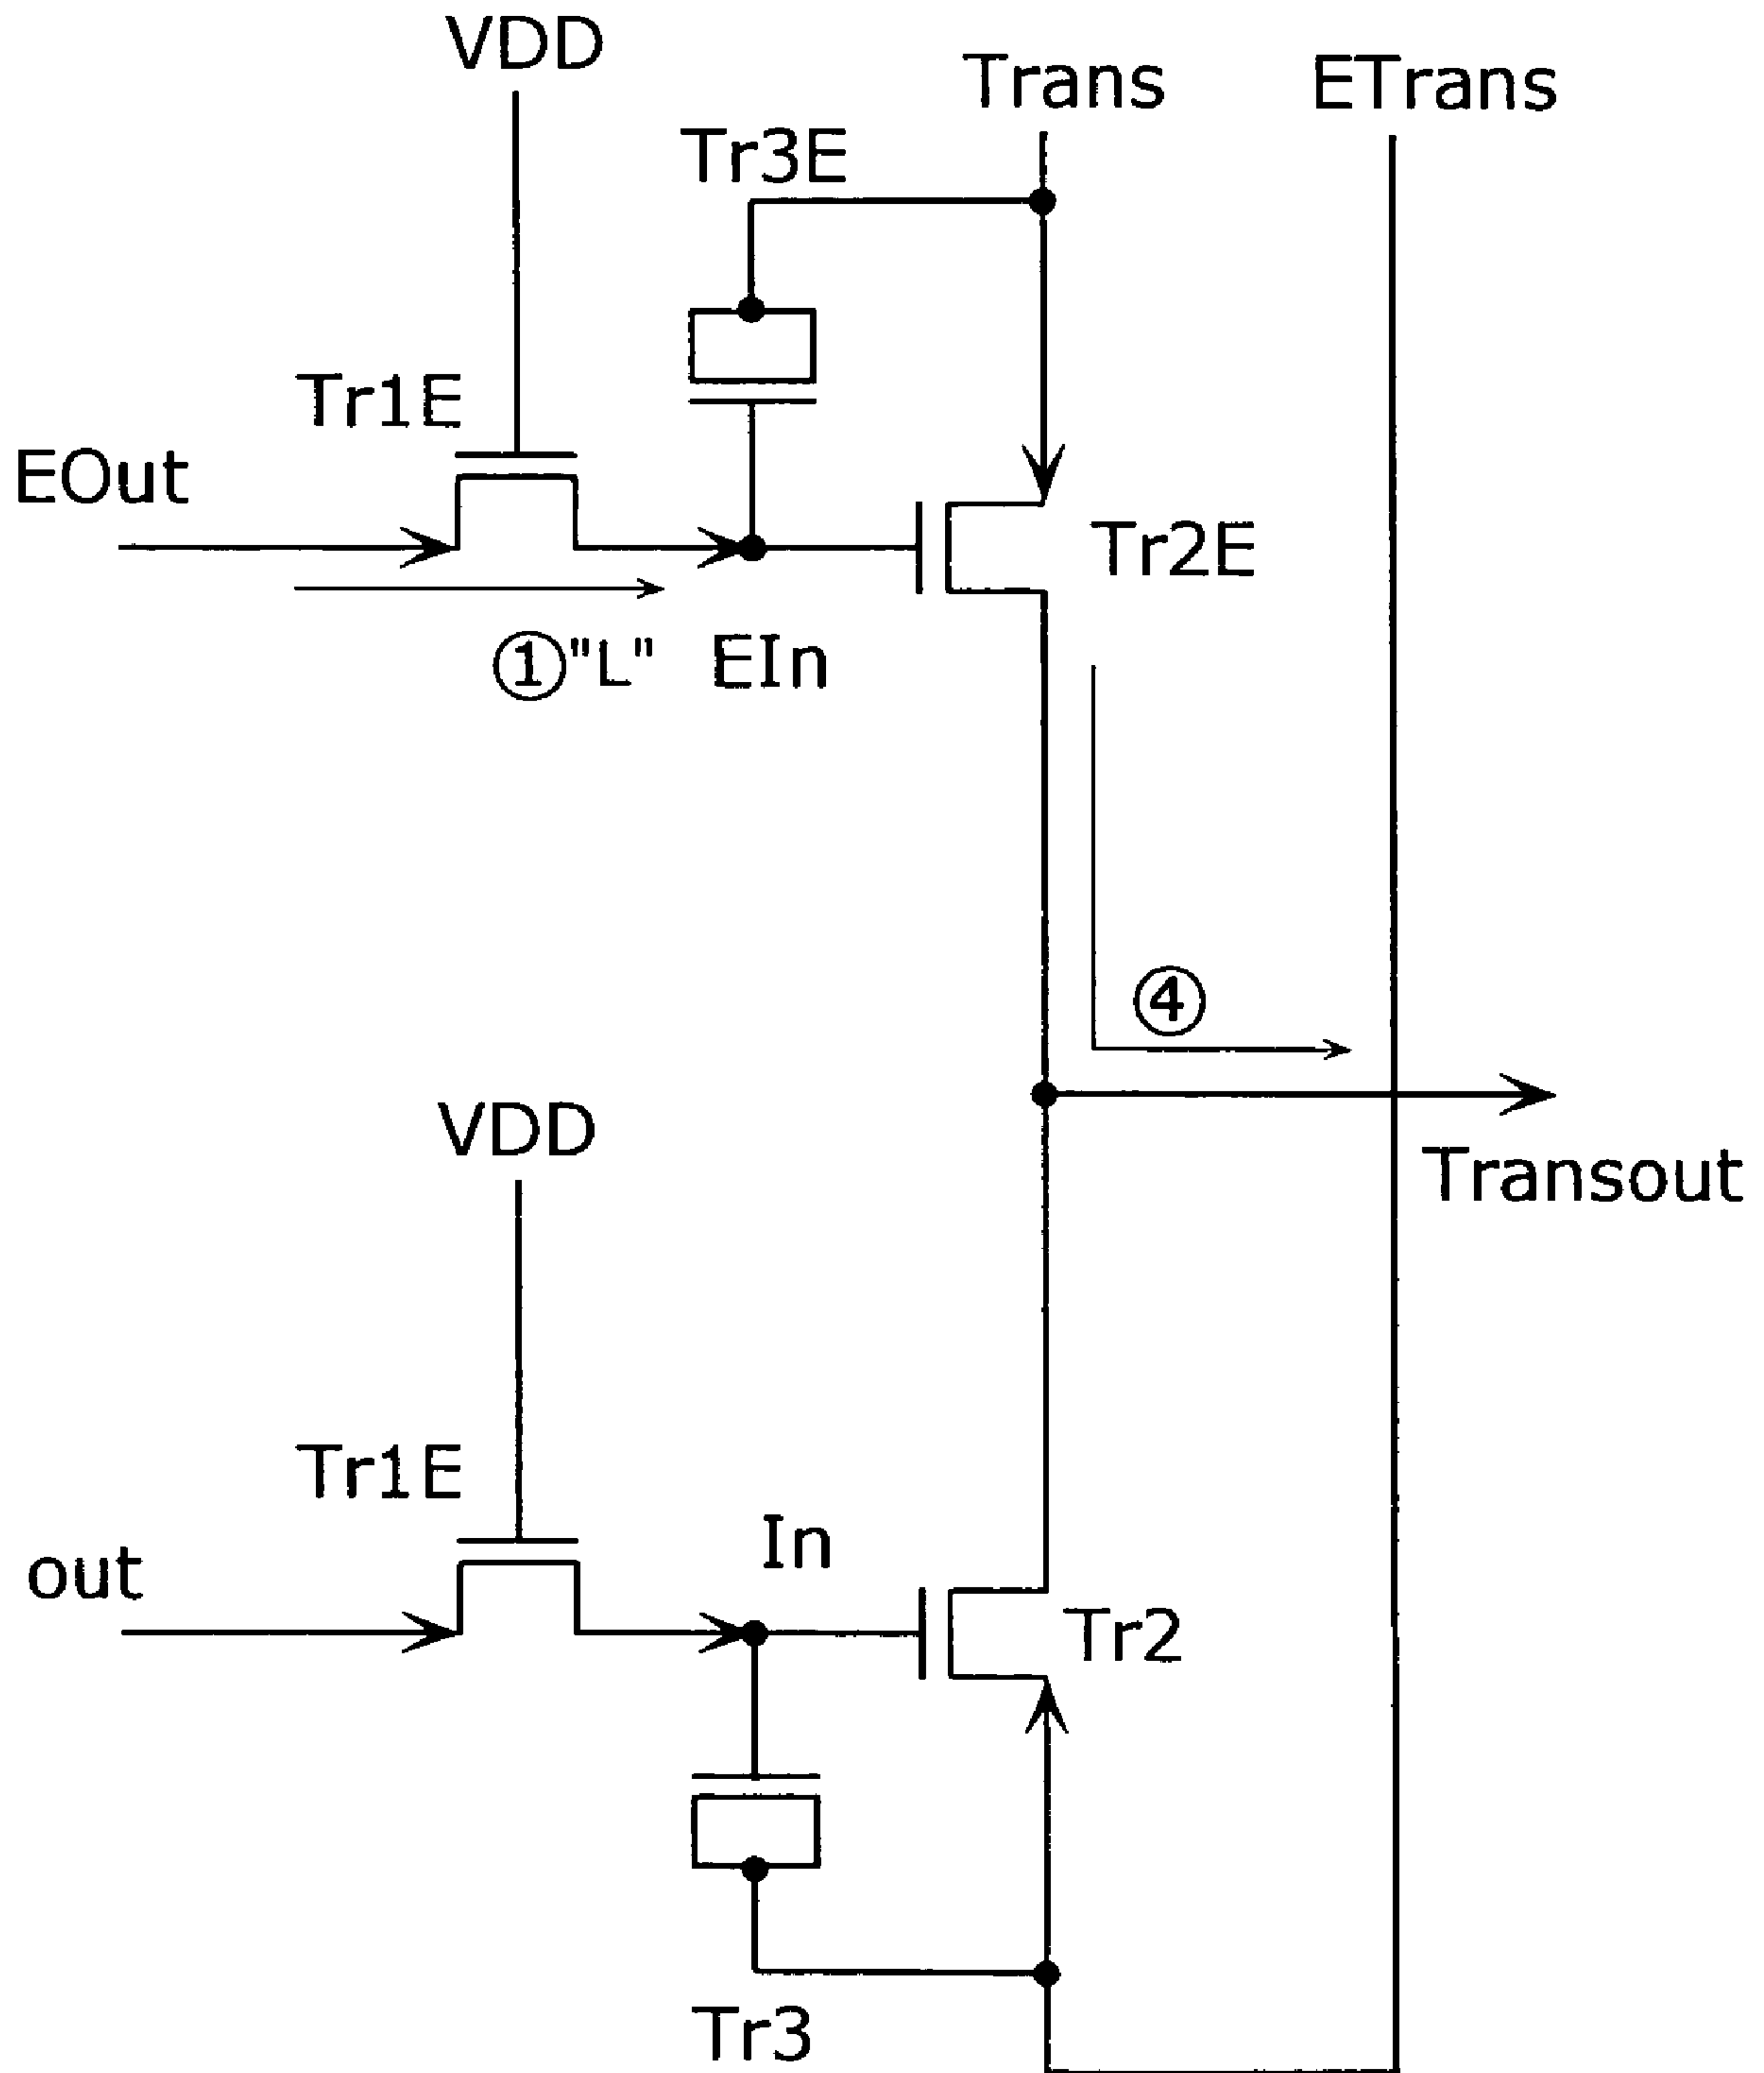 VDD
Trans
ETrans
Tr3E
Tr1E
EOut
Tr2E
①"L"
EIn
④
VDD
Transout
Tr1E
In
out
Tr2
Tr3